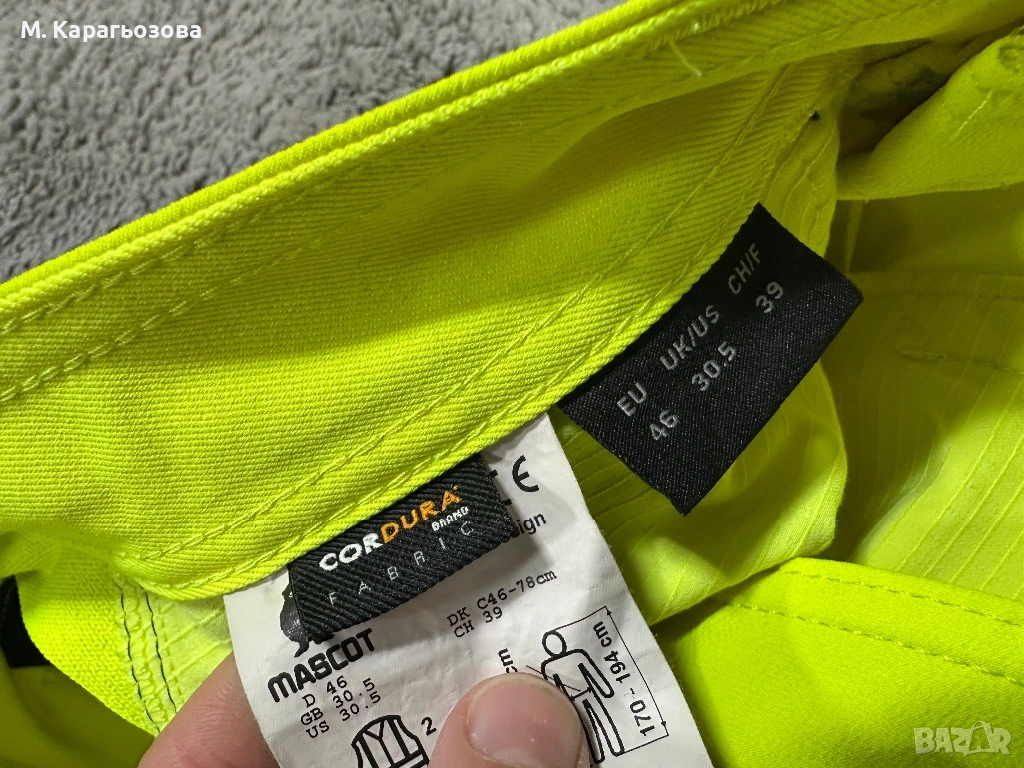 М. Карагьозова
EU UK/US CH/F
46 30.5 39
CORDURA
BRAND
FABRIC
CE
MASCOT
D 46
GB 30.5
US 30.5
DK C46-78cm
CH 39
cm
170-194 cm
2
BAZAR